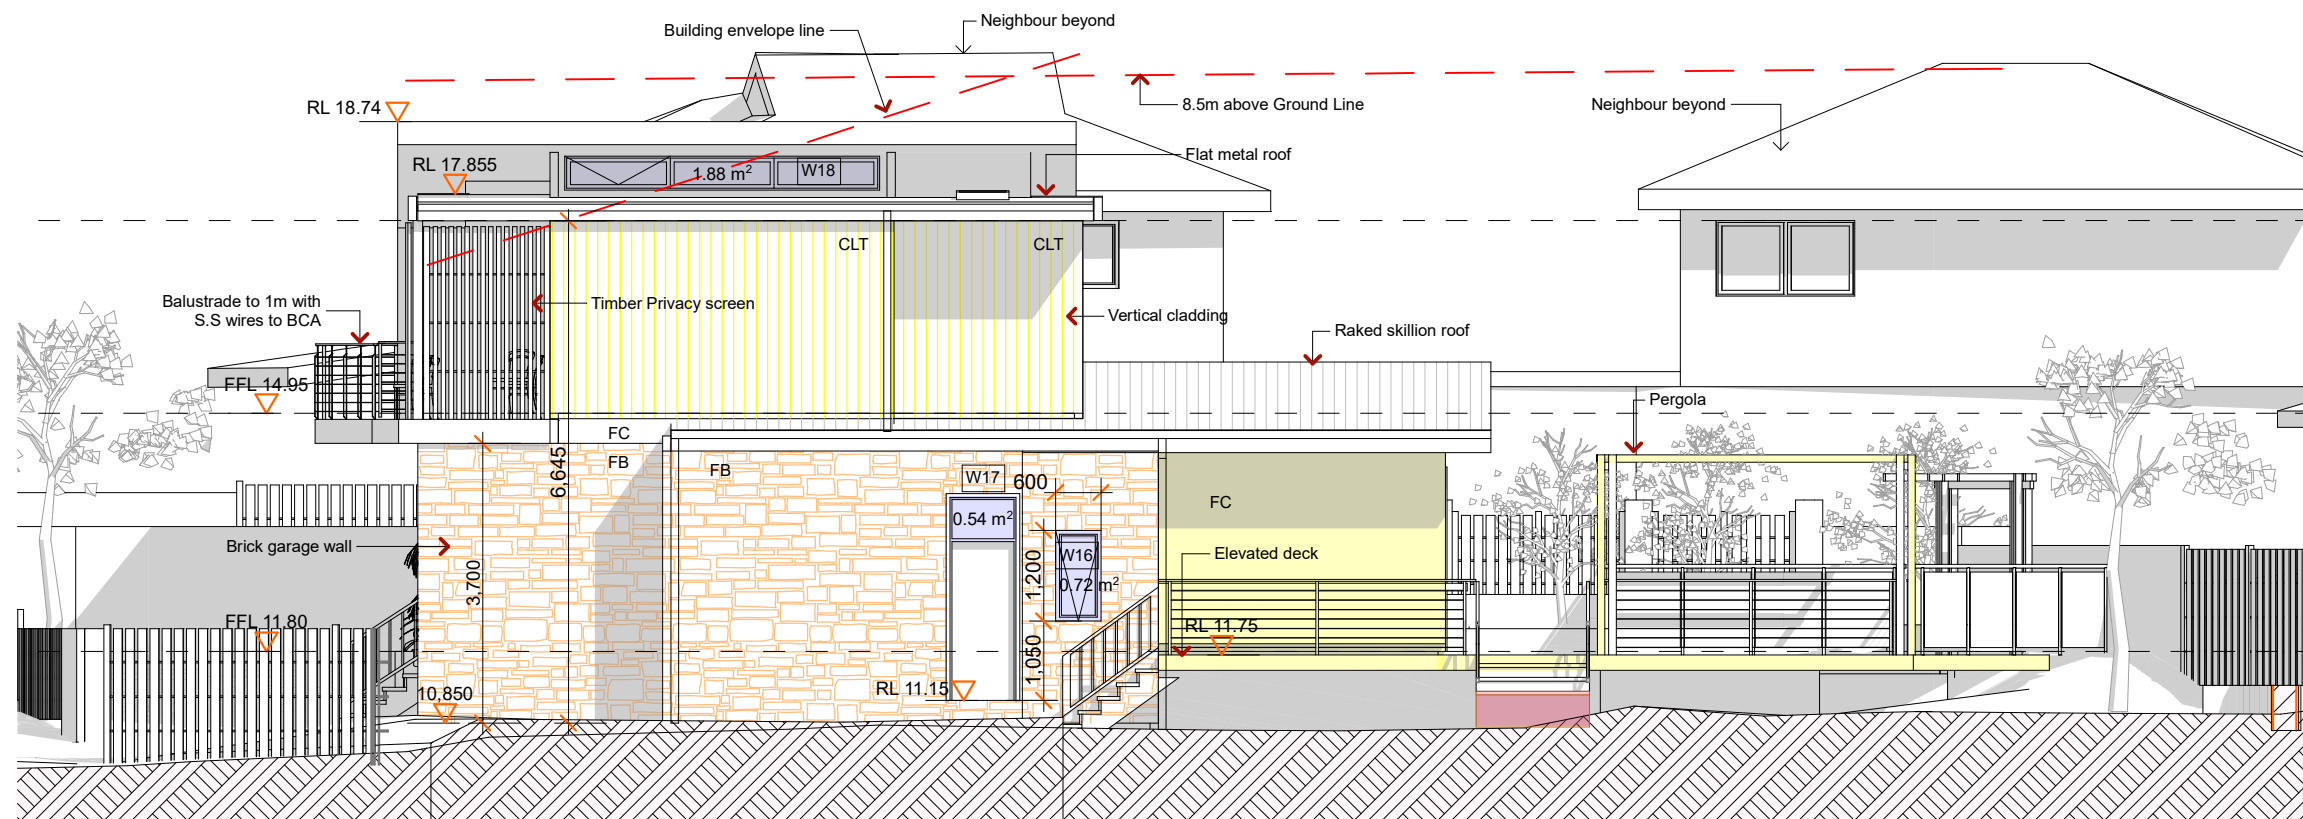 Neighbour beyond
Building envelope line
RL 18.74
8.5m above Ground Line
Neighbour beyond
RL 17.855
1.88 m²
W18
Flat metal roof
CLT
CLT
Balustrade to 1m with
S.S wires to BCA
Timber Privacy screen
Vertical cladding
Raked skillion roof
FFL 14.95
Pergola
FC
FB
FB
6,645
W17
600
0.54 m²
FC
Brick garage wall
3,700
1,200
W16
0.72 m²
Elevated deck
FFL 11.80
RL 11.75
1,050
10,850
RL 11.15